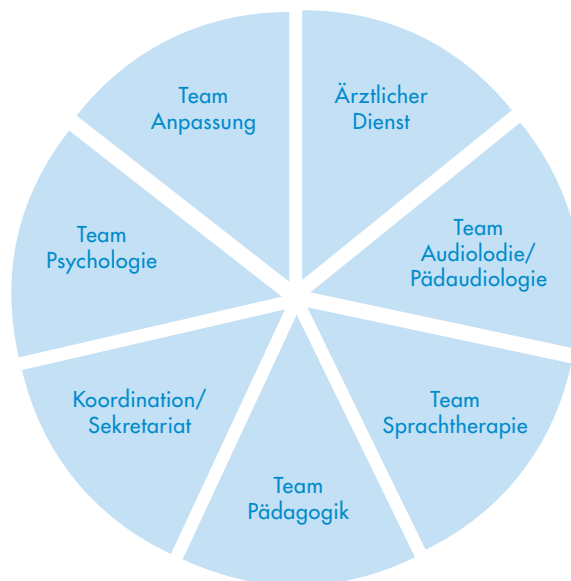 Team
Anpassung
Ärztlicher
Dienst
Team
Audiolodie/
Pädaudiologie
Team
Sprachtherapie
Team
Pädagogik
Koordination/
Sekretariat
Team
Psychologie